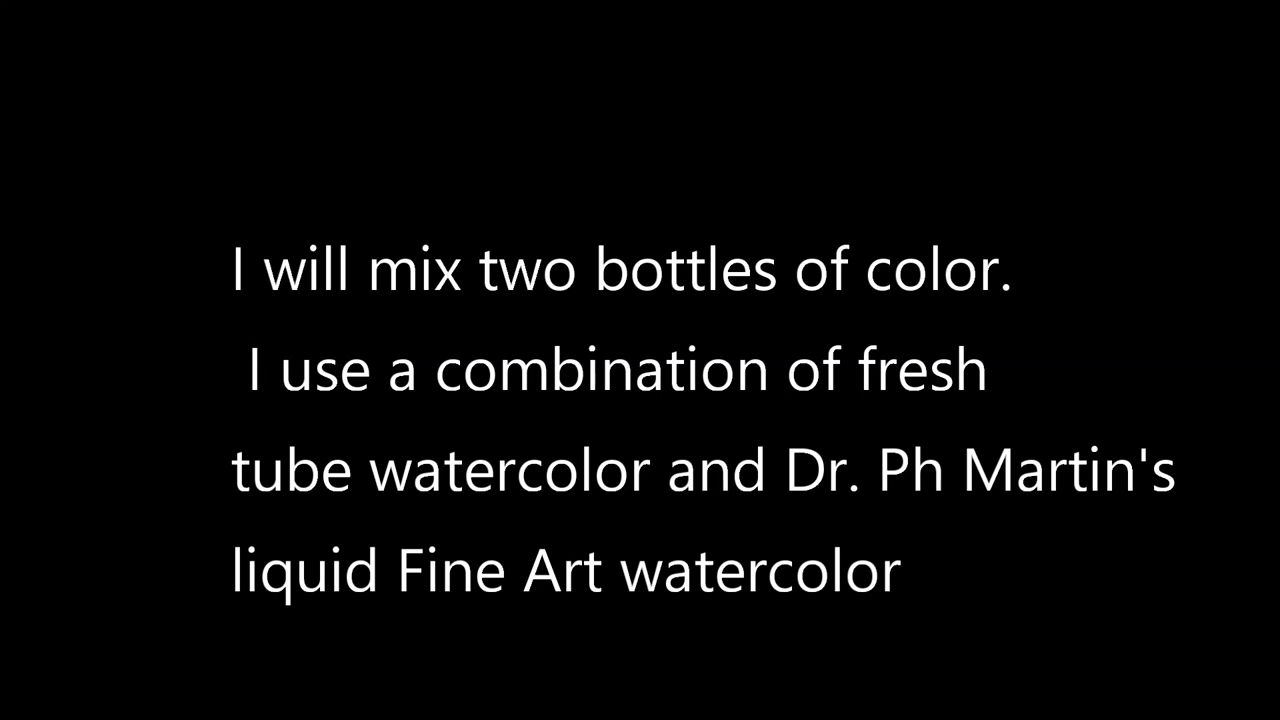 I will mix two bottles of color.
I use a combination of fresh
tube watercolor and Dr. Ph Martin's
liquid Fine Art watercolor